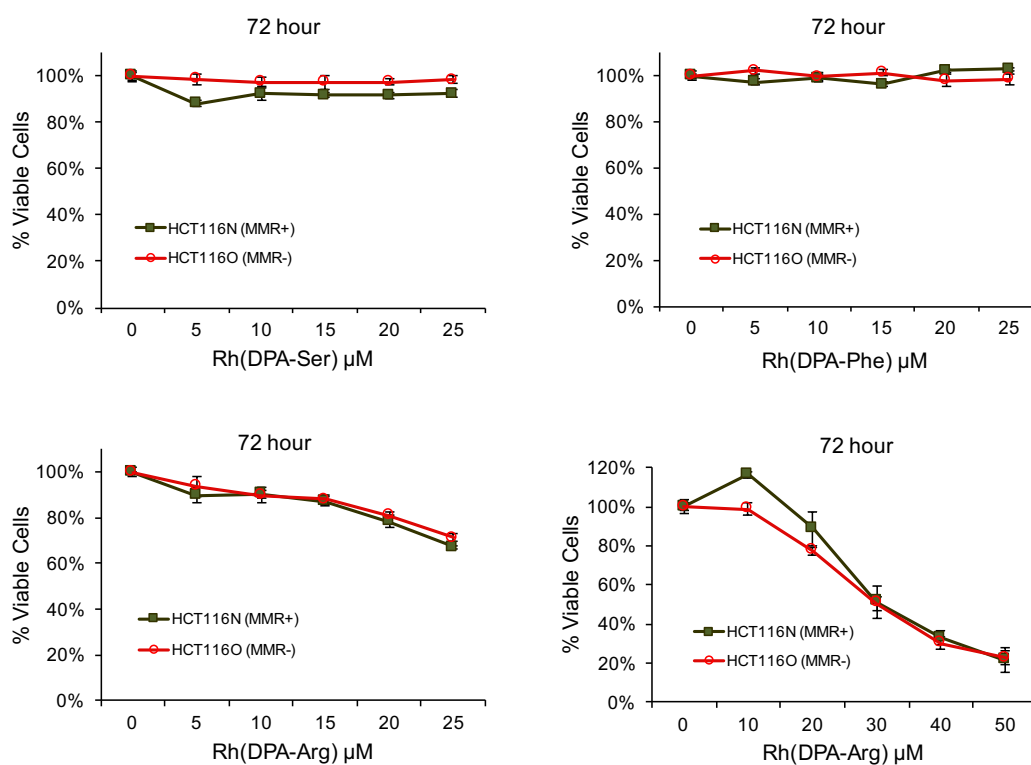 72 hour
% Viable Cells
100%
80%
60%
40%
20%
0%
HCT116N (MMR+)
HCT116O (MMR-)
0 5 10 15 20 25
Rh(DPA-Ser) µM
72 hour
% Viable Cells
100%
80%
60%
40%
20%
0%
HCT116N (MMR+)
HCT116O (MMR-)
0 5 10 15 20 25
Rh(DPA-Phe) µM
72 hour
% Viable Cells
100%
80%
60%
40%
20%
0%
HCT116N (MMR+)
HCT116O (MMR-)
0 5 10 15 20 25
Rh(DPA-Arg) µM
72 hour
% Viable Cells
120%
100%
80%
60%
40%
20%
0%
HCT116N (MMR+)
HCT116O (MMR-)
0 10 20 30 40 50
Rh(DPA-Arg) µM